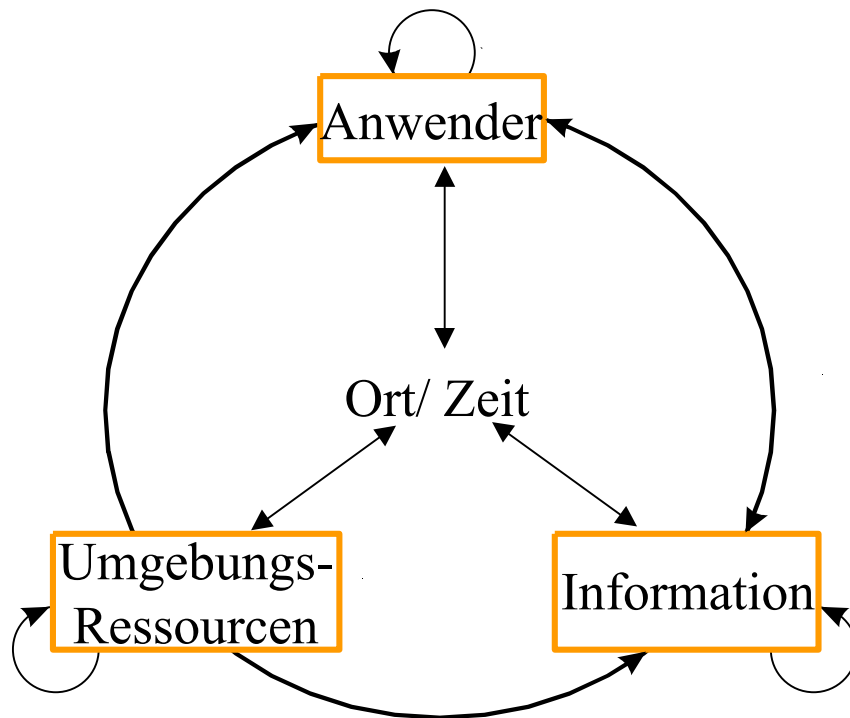 Anwender
Ort/ Zeit
Umgebungs-
Ressourcen
Information